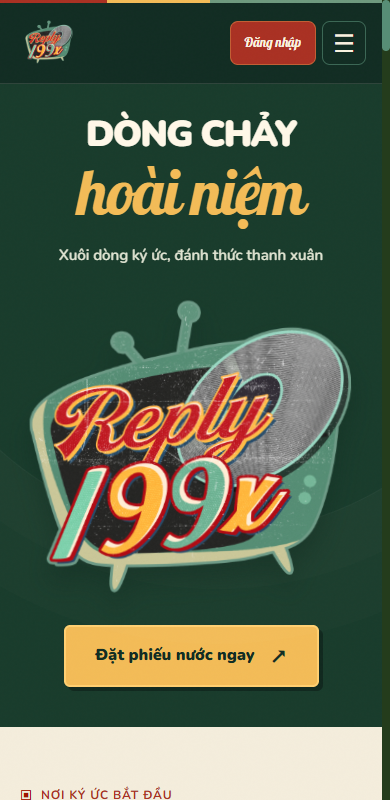 Reply
199x
Đăng nhập
DÒNG CHẢY
hoài niệm
Xuôi dòng ký ức, đánh thức thanh xuân
Reply
199x
Đặt phiếu nước ngay ↗
NƠI KÝ ỨC BẮT ĐẦU